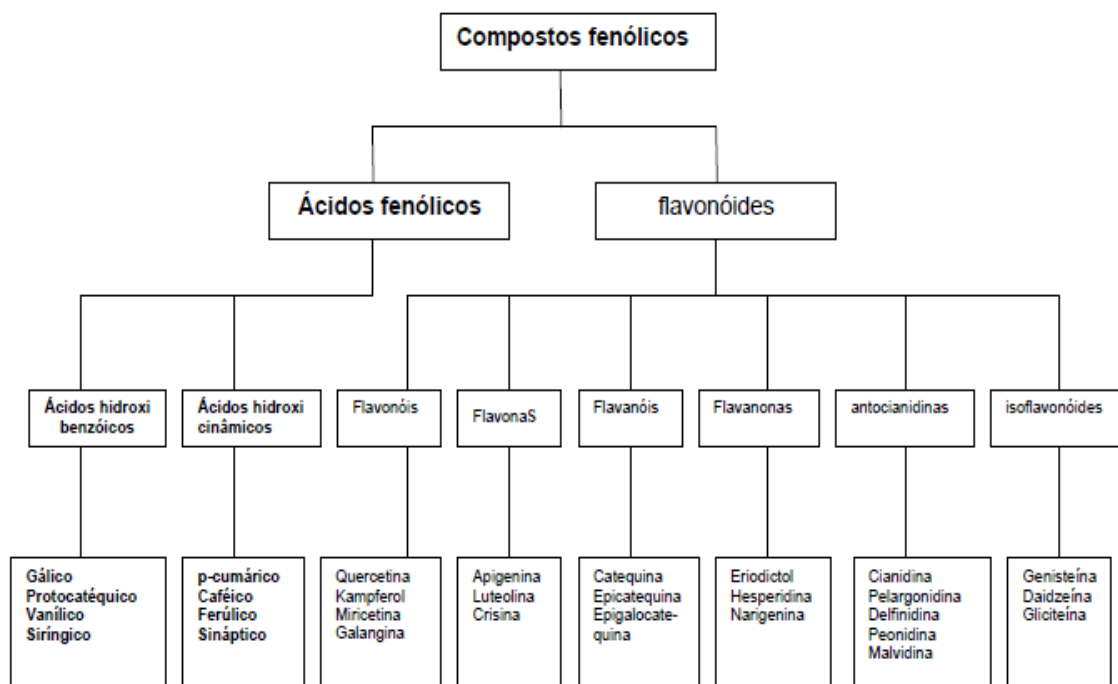 Compostos fenólicos
Ácidos fenólicos
flavonóides
Ácidos hidroxi
benzóicos
Ácidos hidroxi
cinâmicos
Flavonóis
FlavonaS
Flavanóis
Flavanonas
antocianidinas
isoflavonóides
Gálico
Protocatéquico
Vanílico
Siríngico
p-cumárico
Caféico
Ferúlico
Sináptico
Quercetina
Kampferol
Miricetina
Galangina
Apigenina
Luteolina
Crisina
Catequina
Epicatequina
Epigalocate-
quina
Eriodictol
Hesperidina
Narigenina
Cianidina
Pelargonidina
Delfinidina
Peonidina
Malvidina
Genisteína
Daidzeína
Gliciteína